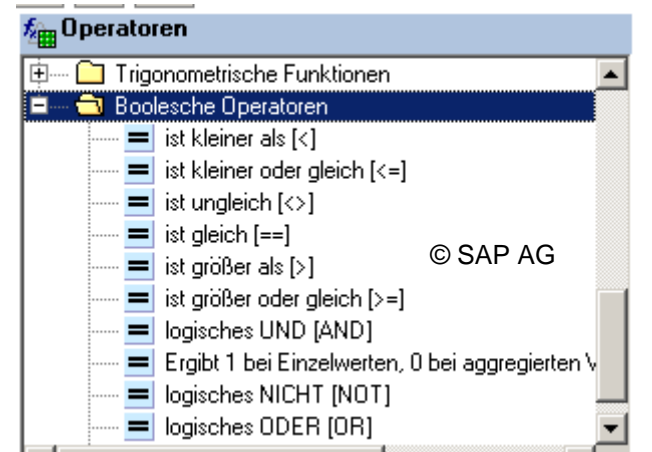 Operatoren
Trigonometrische Funktionen
Boolesche Operatoren
ist kleiner als [<]
ist kleiner oder gleich [<=]
ist ungleich [<>]
ist gleich [==]
© SAP AG
ist größer als [>]
ist größer oder gleich [>=]
logisches UND [AND]
Ergibt 1 bei Einzelwerten, 0 bei aggregierten
logisches NICHT [NOT]
logisches ODER [OR]